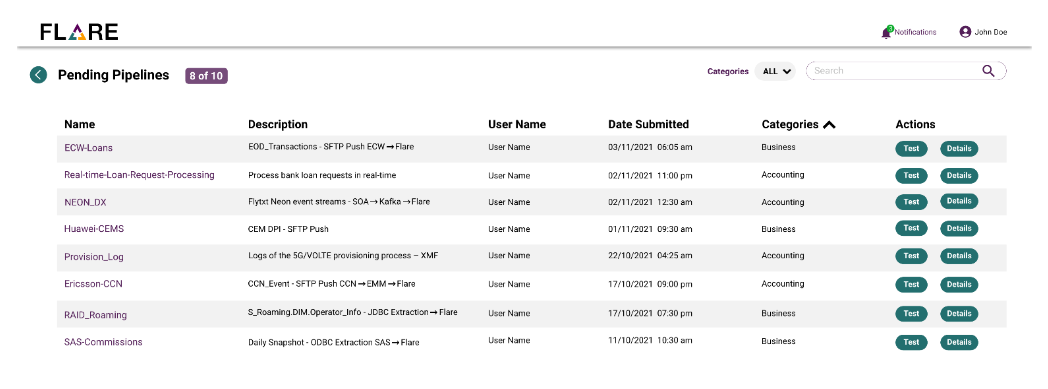 FLARE
3
Notifications
John Doe
Pending Pipelines 8 of 10
Categories ALL Search
Name Description User Name Date Submitted Categories Actions
ECW-Loans EOD_Transactions - SFTP Push ECW→Flare User Name 03/11/2021 06:05 am Business Test Details
Real-time-Loan-Request-Processing Process bank loan requests in real-time User Name 02/11/2021 11:00 pm Accounting Test Details
NEON_DX Flytxt Neon event streams - SOA→Kafka→Flare User Name 02/11/2021 12:30 am Accounting Test Details
Huawei-CEMS CEM DPI - SFTP Push User Name 01/11/2021 09:30 am Business Test Details
Provision_Log Logs of the 5G/VOLTE provisioning process – XMF User Name 22/10/2021 04:25 am Accounting Test Details
Ericsson-CCN CCN_Event - SFTP Push CCN→EMM→Flare User Name 17/10/2021 09:00 pm Accounting Test Details
RAID_Roaming S_Roaming.DIM.Operator_Info - JDBC Extraction→Flare User Name 17/10/2021 07:30 pm Business Test Details
SAS-Commissions Daily Snapshot - ODBC Extraction SAS→Flare User Name 11/10/2021 10:30 am Business Test Details